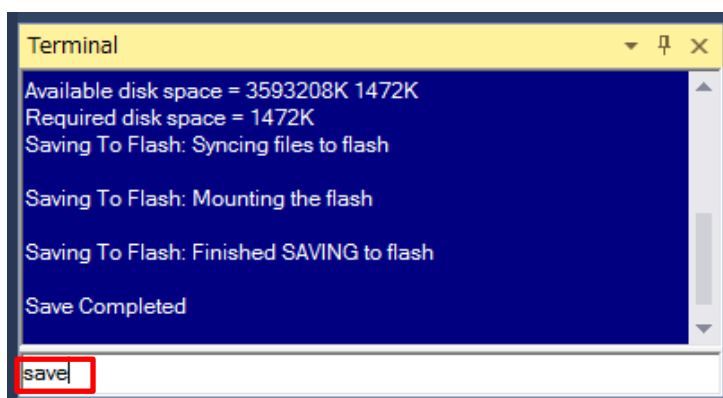 Terminal
Available disk space = 3593208K 1472K
Required disk space = 1472K
Saving To Flash: Syncing files to flash
Saving To Flash: Mounting the flash
Saving To Flash: Finished SAVING to flash
Save Completed
save